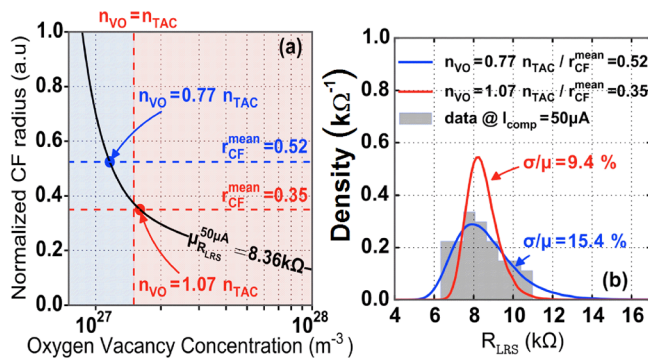 n_VO = n_TAC
(a)
n_VO=0.77 n_TAC
r_CF^mean=0.52
r_CF^mean=0.35
μ_R_LRS^50μA=8.36kΩ
n_VO=1.07 n_TAC
1.0
0.8
0.6
0.4
0.2
0.0
Normalized CF radius (a.u)
10^27
10^28
Oxygen Vacancy Concentration (m^-3)
n_VO=0.77 n_TAC / r_CF^mean=0.52
n_VO=1.07 n_TAC / r_CF^mean=0.35
data @ I_comp=50μA
σ/μ=9.4 %
σ/μ=15.4 %
(b)
1.0
0.8
0.6
0.4
0.2
0.0
Density (kΩ^-1)
4 6 8 10 12 14 16
R_LRS (kΩ)